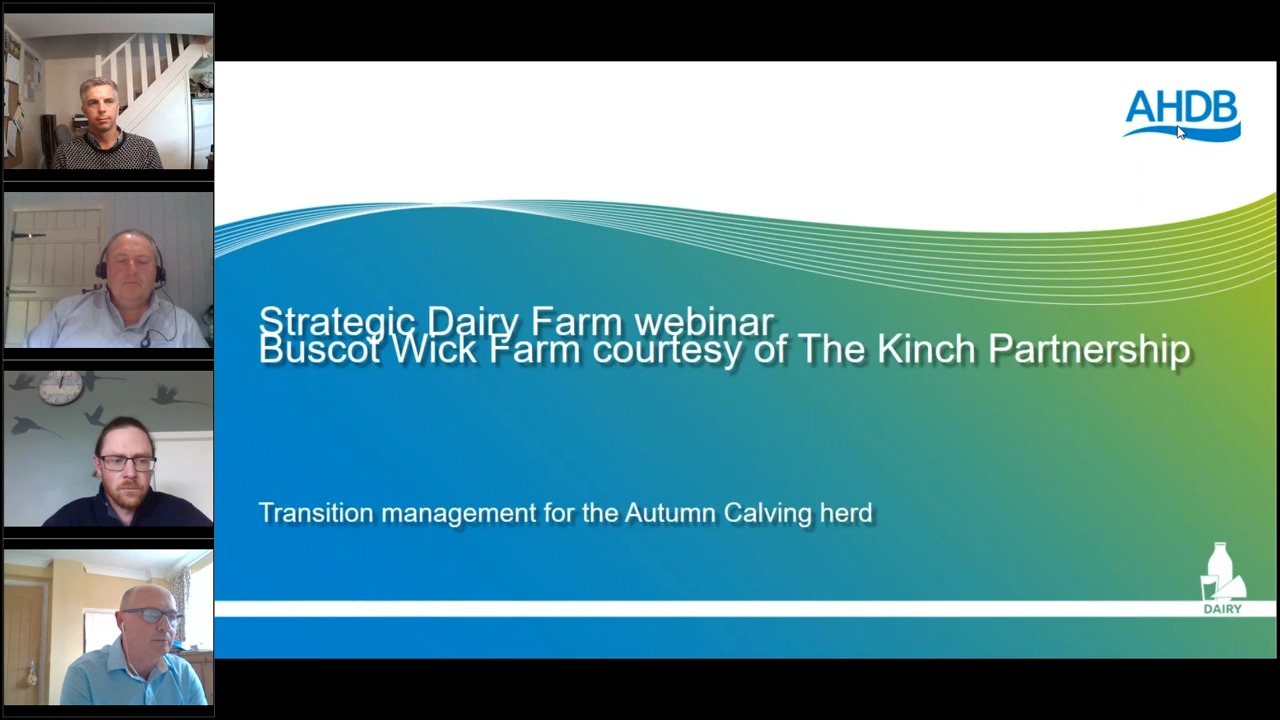 AHDB
Strategic Dairy Farm webinar
Buscot Wick Farm courtesy of The Kinch Partnership
Transition management for the Autumn Calving herd
DAIRY